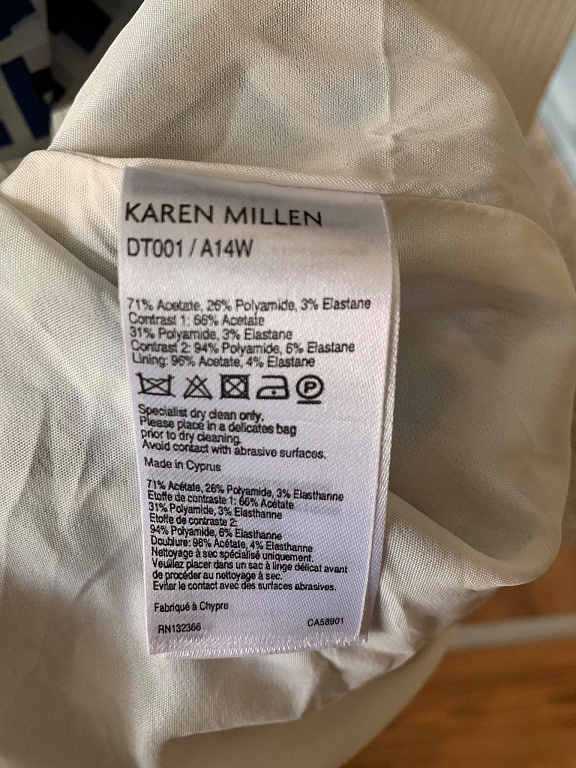 KAREN MILLEN
DT001 / A14W
71% Acetate, 26% Polyamide, 3% Elastane
Contrast 1: 66% Acetate
31% Polyamide, 3% Elastane
Contrast 2: 94% Polyamide, 6% Elastane
Lining: 96% Acetate, 4% Elastane
P
Specialist dry clean only.
Please place in a delicates bag
prior to dry cleaning.
Avoid contact with abrasive surfaces.
Made in Cyprus
71% Acétate, 26% Polyamide, 3% Elasthanne
Etoffe de contraste 1: 66% Acétate
31% Polyamide, 3% Elasthanne
Etoffe de contraste 2:
94% Polyamide, 6% Elasthanne
Doublure: 96% Acétate, 4% Elasthanne
Nettoyage à sec spécialisé uniquement.
Veuillez placer dans un sac à linge délicat avant
de procéder au nettoyage à sec.
Eviter le contact avec des surfaces abrasives.
Fabriqué à Chypre
RN132366 CA58901